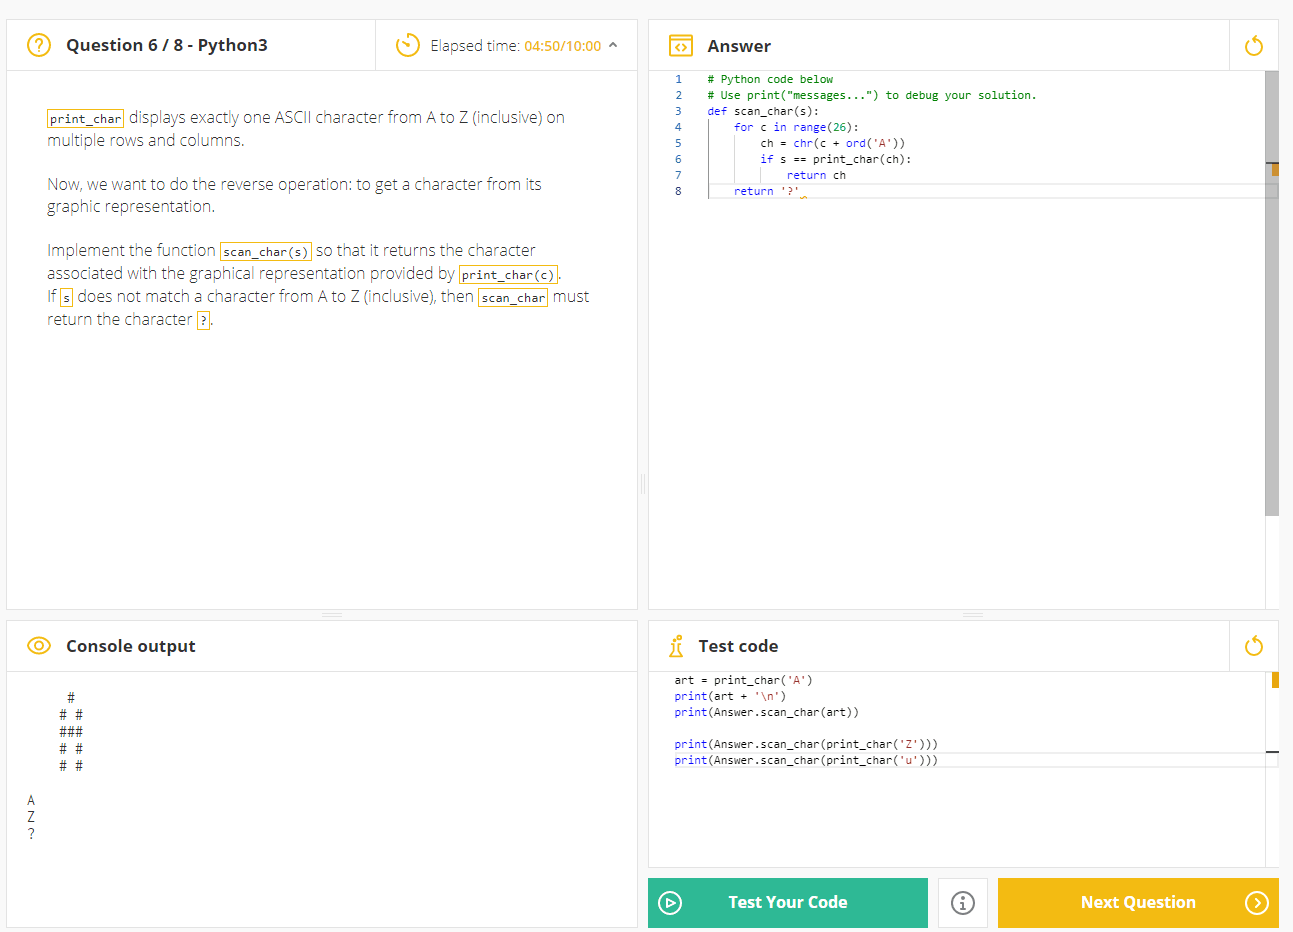 Question 6 / 8 - Python3
Elapsed time: 04:50/10:00
print_char displays exactly one ASCII character from A to Z (inclusive) on
multiple rows and columns.
Now, we want to do the reverse operation: to get a character from its
graphic representation.
Implement the function scan_char(s) so that it returns the character
associated with the graphical representation provided by print_char(c).
If s does not match a character from A to Z (inclusive), then scan_char must
return the character ?.
Answer
1 # Python code below
2 # Use print("messages...") to debug your solution.
3 def scan_char(s):
4     for c in range(26):
5         ch = chr(c + ord('A'))
6         if s == print_char(ch):
7             return ch
8     return '?'
Console output
     #
    # #
    ###
    # #
    # #
A
Z
?
Test code
art = print_char('A')
print(art + '\n')
print(Answer.scan_char(art))
print(Answer.scan_char(print_char('Z')))
print(Answer.scan_char(print_char('u')))
Test Your Code
Next Question